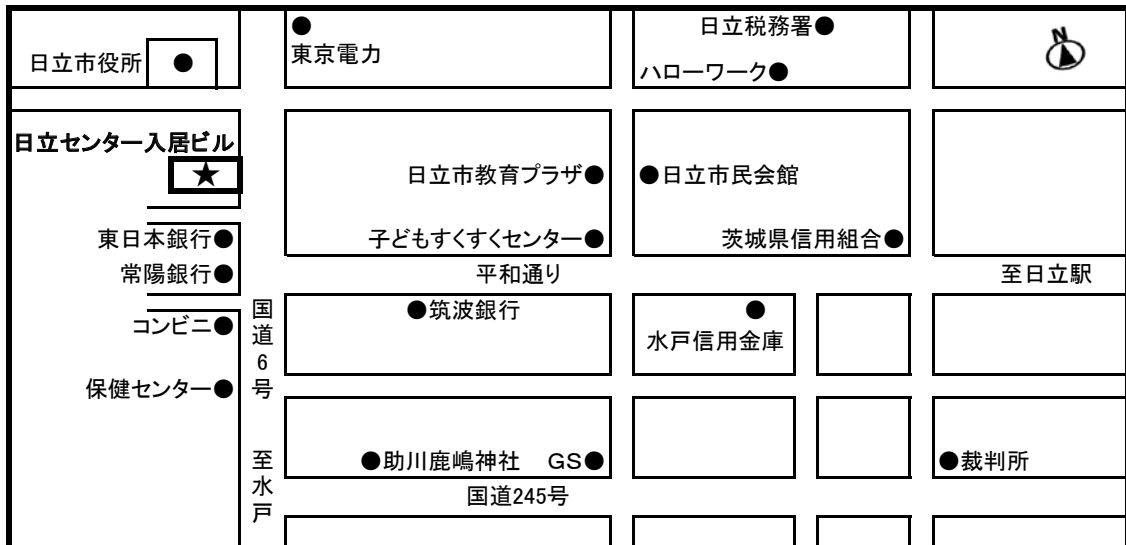 日立税務署●
N
●
東京電力
日立市役所 ●
ハローワーク●
日立センター入居ビル
★
日立市教育プラザ●
●日立市民会館
東日本銀行●
子どもすくすくセンター●
茨城県信用組合●
常陽銀行●
平和通り
至日立駅
国道6号
●筑波銀行
●
水戸信用金庫
コンビニ●
保健センター●
至水戸
●助川鹿嶋神社 GS●
●裁判所
国道245号